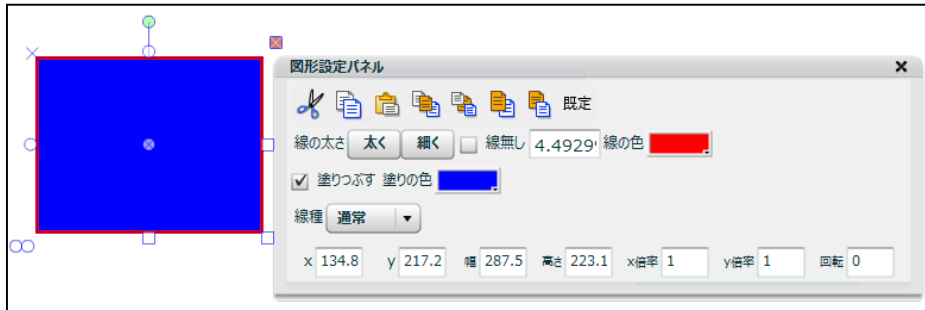 図形設定パネル
既定
線の太さ 太く 細く 線無し 4.4929 線の色
塗りつぶす 塗りの色
線種 通常
x 134.8 y 217.2 幅 287.5 高さ 223.1 x倍率 1 y倍率 1 回転 0